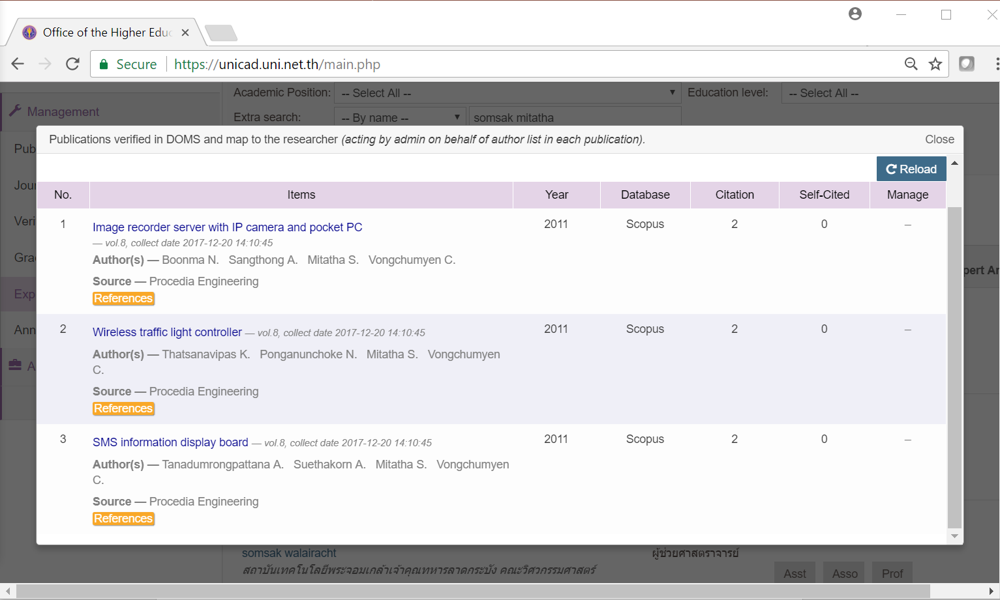 Office of the Higher Educ
Secure https://unicad.uni.net.th/main.php
Academic Position: -- Select All -- Education level: -- Select All --
Management
Extra search: -- By name -- somsak mitatha
Publications verified in DOMS and map to the researcher (acting by admin on behalf of author list in each publication). Close
Pub
Reload
Jour
No. Items Year Database Citation Self-Cited Manage
Veri
1 Image recorder server with IP camera and pocket PC 2011 Scopus 2 0 –
— vol.8, collect date 2017-12-20 14:10:45
Gra
Author(s) — Boonma N. Sangthong A. Mitatha S. Vongchumyen C.
pert Ar
Source — Procedia Engineering
Exp
References
Ann
2 Wireless traffic light controller — vol.8, collect date 2017-12-20 14:10:45 2011 Scopus 2 0 –
Author(s) — Thatsanavipas K. Ponganunchoke N. Mitatha S. Vongchumyen
A
C.
Source — Procedia Engineering
References
3 SMS information display board — vol.8, collect date 2017-12-20 14:10:45 2011 Scopus 2 0 –
Author(s) — Tanadumrongpattana A. Suethakorn A. Mitatha S. Vongchumyen
C.
Source — Procedia Engineering
References
somsak walairacht ผู้ช่วยศาสตราจารย์
สถาบันเทคโนโลยีพระจอมเกล้าเจ้าคุณทหารลาดกระบัง คณะวิศวกรรมศาสตร์
Asst Asso Prof